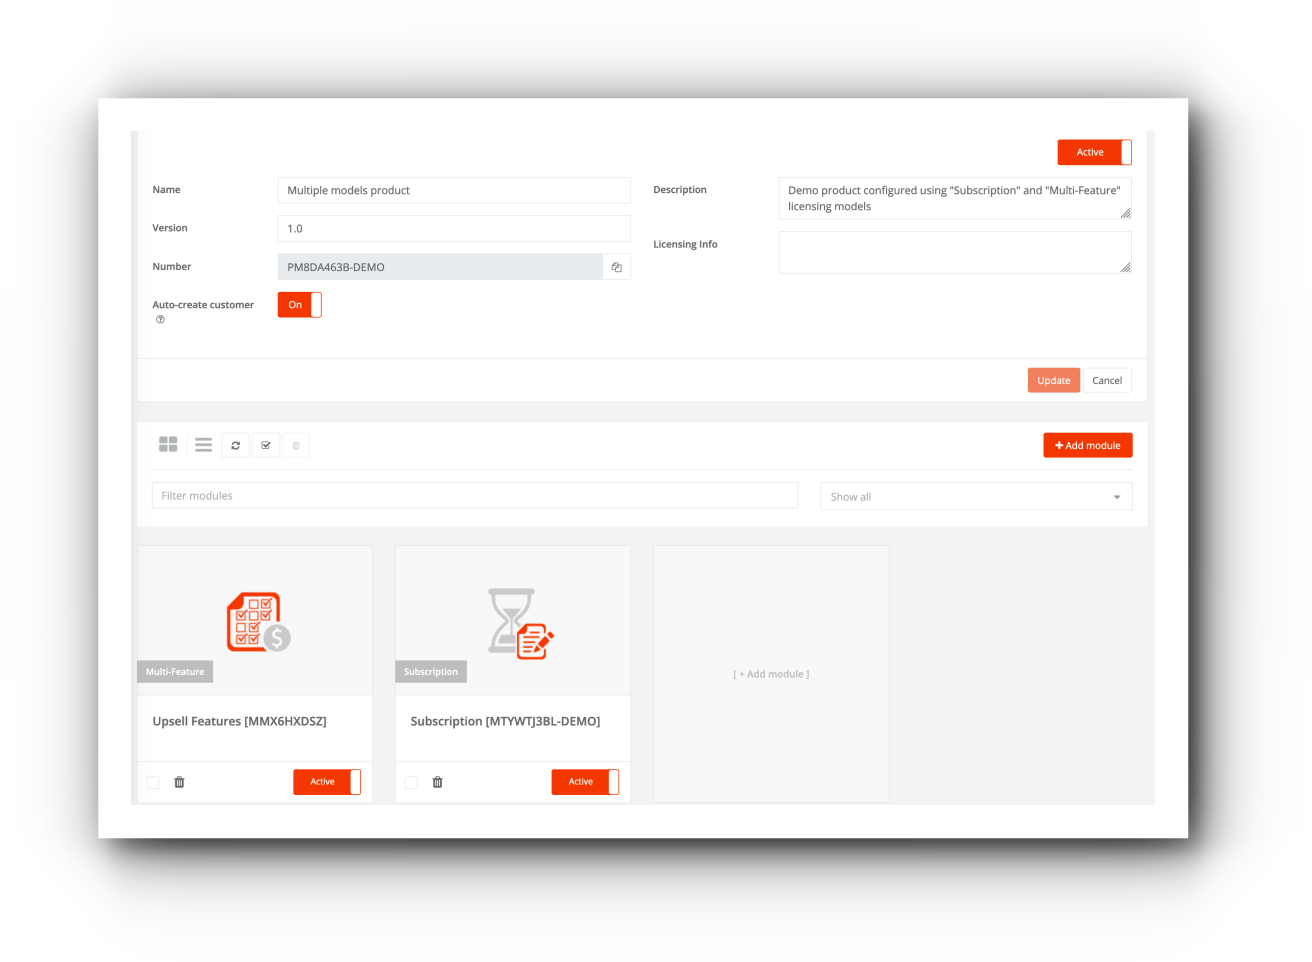 Active
Name
Multiple models product
Description
Demo product configured using "Subscription" and "Multi-Feature"
licensing models
Version
1.0
Licensing Info
Number
PM8DA463B-DEMO
Auto-create customer
On
Update
Cancel
+ Add module
Filter modules
Show all
Multi-Feature
Subscription
[ + Add module ]
Upsell Features [MMX6HXDSZ]
Subscription [MTYWTJ3BL-DEMO]
Active
Active